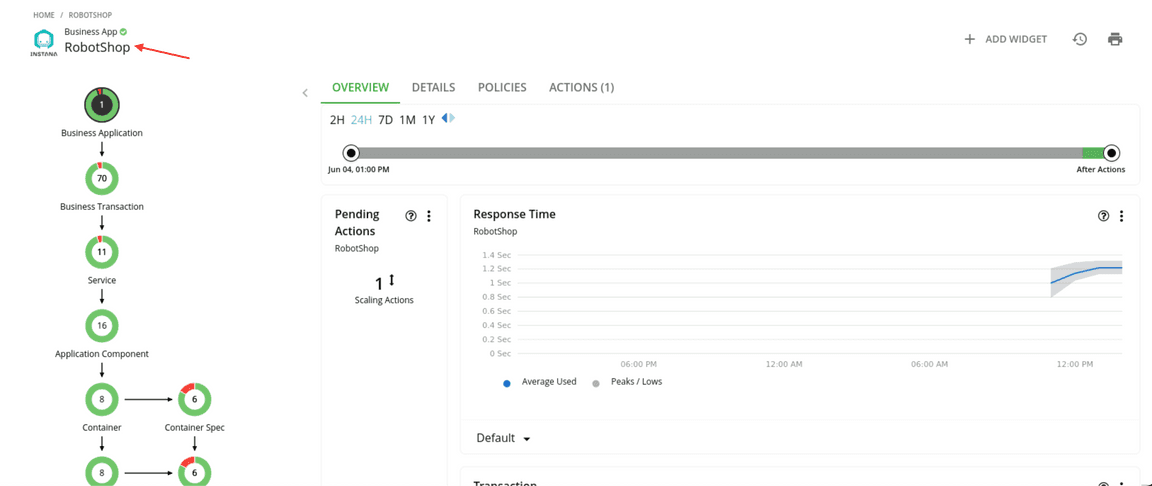 HOME / ROBOTSHOP
Business App
RobotShop
INSTANA
ADD WIDGET
1
Business Application
70
Business Transaction
11
Service
16
Application Component
8
6
Container
Container Spec
8
6
OVERVIEW
DETAILS
POLICIES
ACTIONS (1)
2H 24H 7D 1M 1Y
Jun 04, 01:00 PM
After Actions
Pending
Actions
RobotShop
1
Scaling Actions
Response Time
RobotShop
1.4 Sec
1.2 Sec
1 Sec
0.8 Sec
0.6 Sec
0.4 Sec
0.2 Sec
0 Sec
06:00 PM
12:00 AM
06:00 AM
12:00 PM
Average Used
Peaks / Lows
Default
Transaction